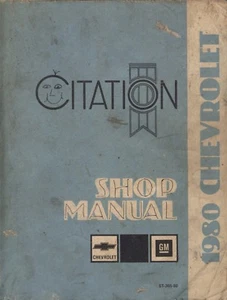 CITATION
SHOP
MANUAL
CHEVROLET
GM
1980 CHEVROLET